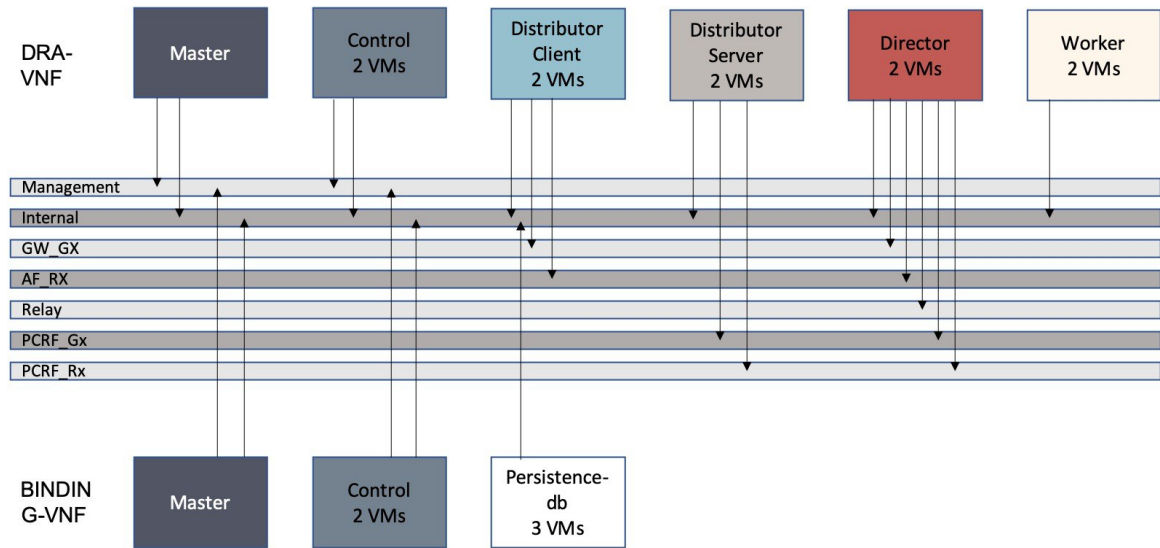 DRA-
VNF
Master
Control
2 VMs
Distributor
Client
2 VMs
Distributor
Server
2 VMs
Director
2 VMs
Worker
2 VMs
Management
Internal
GW_GX
AF_RX
Relay
PCRF_Gx
PCRF_Rx
BINDIN
G-VNF
Master
Control
2 VMs
Persistence-
db
3 VMs